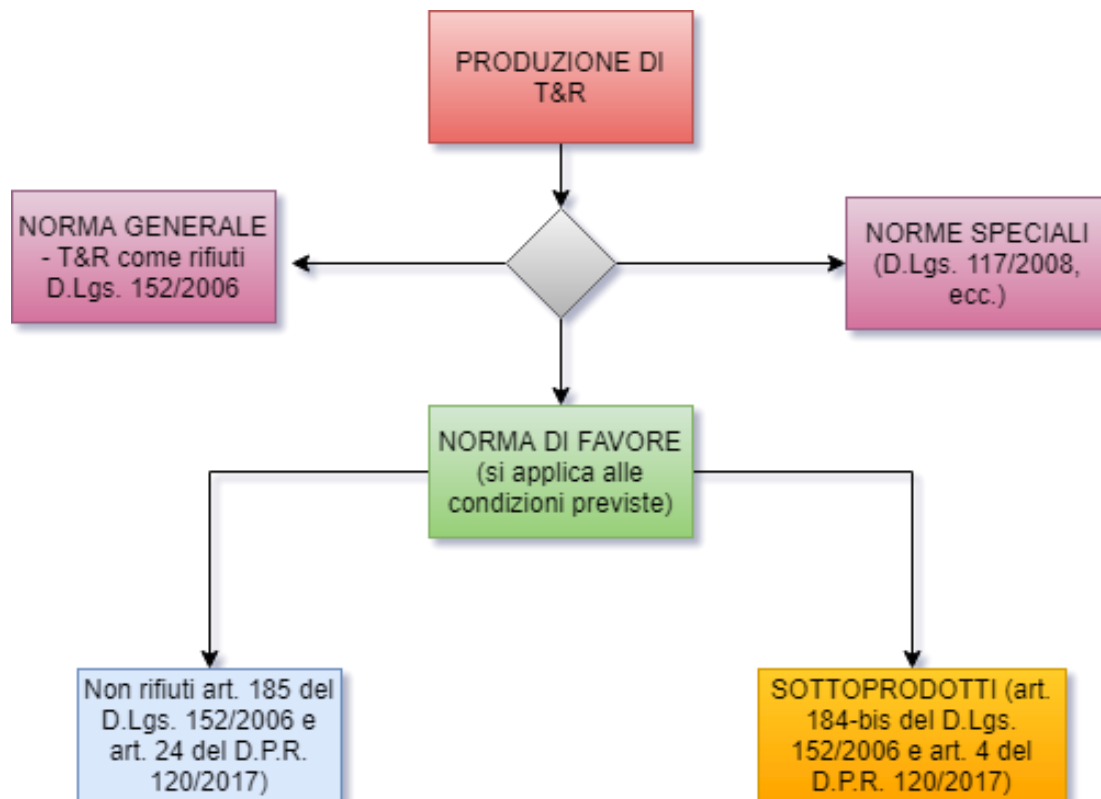 PRODUZIONE DI
T&R
NORMA GENERALE
- T&R come rifiuti
D.Lgs. 152/2006
NORME SPECIALI
(D.Lgs. 117/2008,
ecc.)
NORMA DI FAVORE
(si applica alle
condizioni previste)
Non rifiuti art. 185 del
D.Lgs. 152/2006 e
art. 24 del D.P.R.
120/2017)
SOTTOPRODOTTI (art.
184-bis del D.Lgs.
152/2006 e art. 4 del
D.P.R. 120/2017)